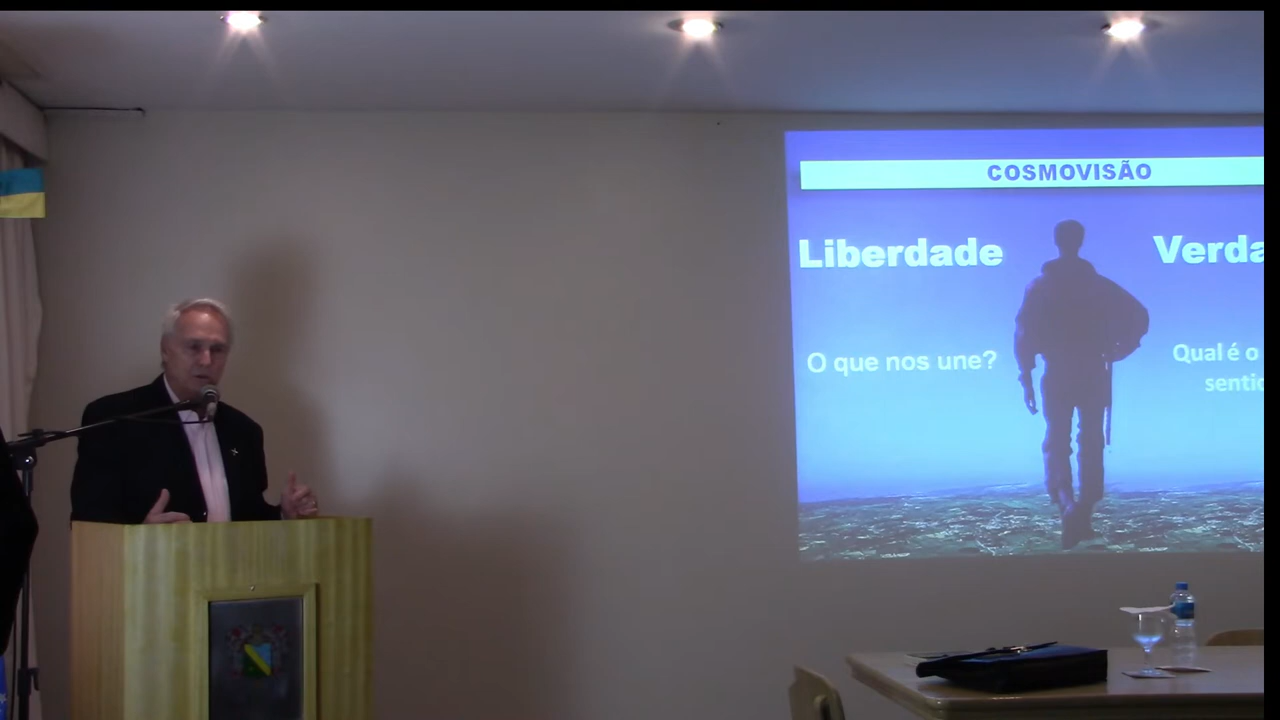 COSMOVISÃO
Liberdade
Verda
O que nos une?
Qual é o
sentid